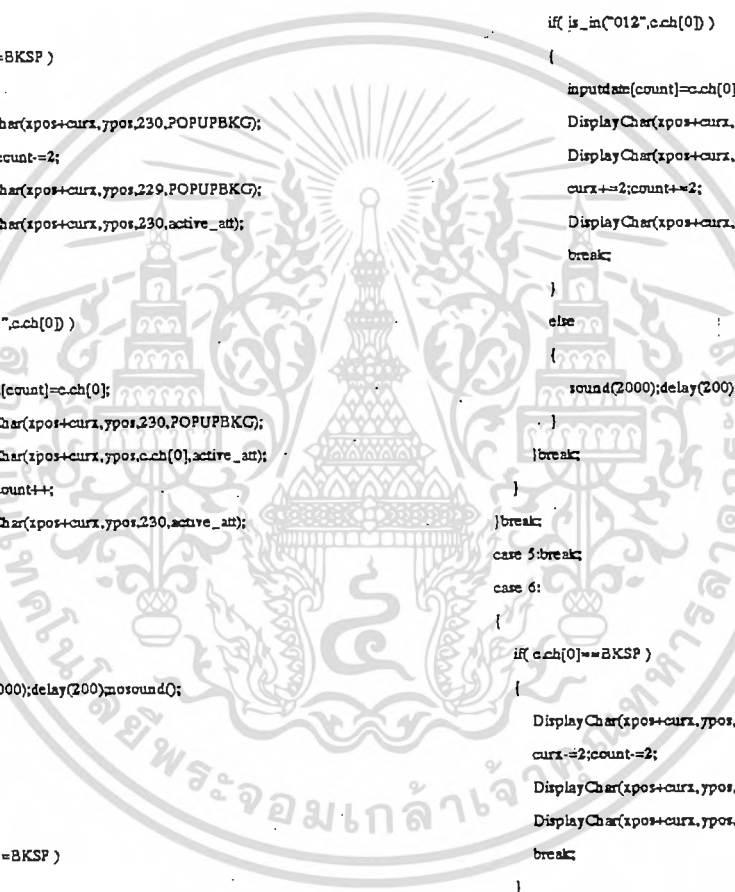 =BKSP )
har(xpos+curx,ypos,230,POPUPBKG);
count-=2;
har(xpos+curx,ypos,229,POPUPBKG);
har(xpos+curx,ypos,230,active_att);
",c.ch[0]) )
[count]=c.ch[0];
Char(xpos+curx,ypos,230,POPUPBKG);
Char(xpos+curx,ypos,c.ch[0],active_att);
count++;
Char(xpos+curx,ypos,230,active_att);
000);delay(200);nosound();
=BKSP )
if( is_in("012",c.ch[0]) )
{
inputdate[count]=c.ch[0]
DisplayChar(xpos+curx,
DisplayChar(xpos+curx,
curx+=2;count+=2;
DisplayChar(xpos+curx,
break;
}
else
{
sound(2000);delay(200)
}
}break;
}
}break;
case 5:break;
case 6:
{
if( c.ch[0]==BKSP )
{
DisplayChar(xpos+curx,ypos,
curx-=2;count-=2;
DisplayChar(xpos+curx,ypos,
DisplayChar(xpos+curx,ypos,
break;
}